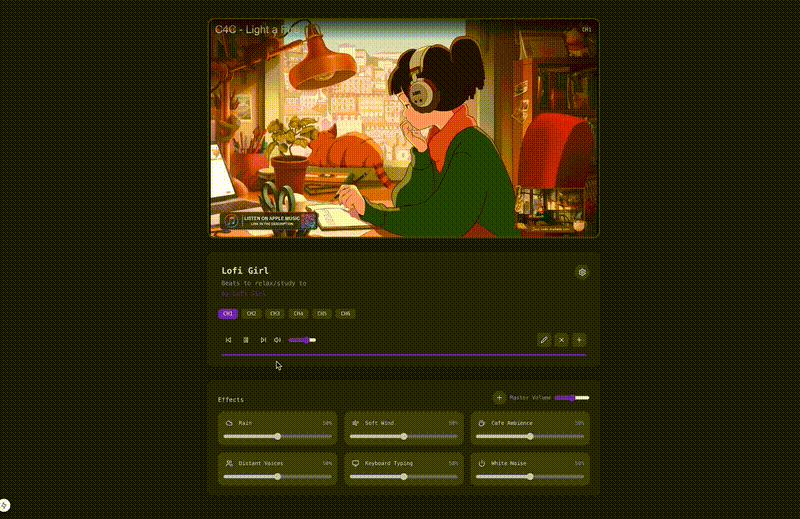 C4C - Light a
CH1
LISTEN ON APPLE MUSIC
LINK IN THE DESCRIPTION
Lofi Girl
Beats to relax/study to
by Lofi Girl
CH1 CH2 CH3 CH4 CH5 CH6
Effects
Master Volume
Rain 50%
Soft Wind 50%
Cafe Ambience 50%
Distant Voices 50%
Keyboard Typing 50%
White Noise 50%